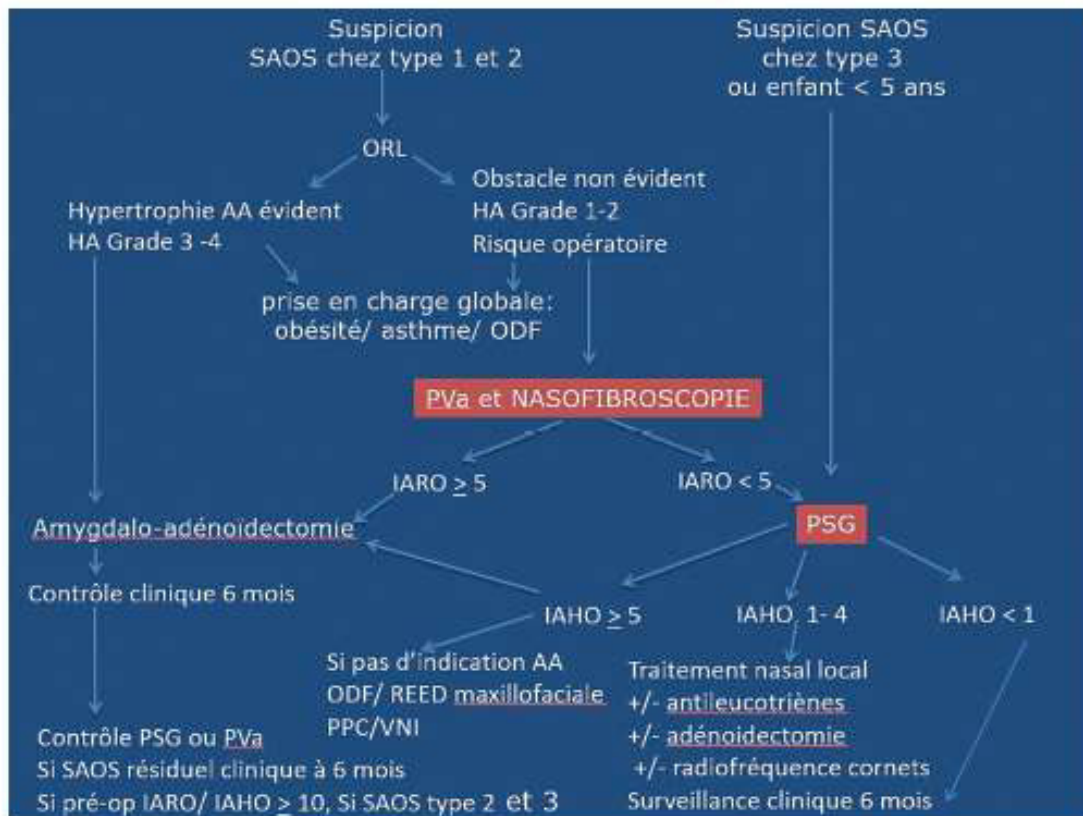 Suspicion
SAOS chez type 1 et 2
Suspicion SAOS
chez type 3
ou enfant < 5 ans
ORL
Hypertrophie AA évident
HA Grade 3 -4
Obstacle non évident
HA Grade 1-2
Risque opératoire
prise en charge globale:
obésité/ asthme/ ODF
PVa et NASOFIBROSCOPIE
IARO ≥ 5
IARO < 5
Amygdalo-adénoïdectomie
PSG
Contrôle clinique 6 mois
IAHO ≥ 5
IAHO 1- 4
IAHO < 1
Si pas d'indication AA
ODF/ REED maxillofaciale
PPC/VNI
Traitement nasal local
+/- antileucotriènes
+/- adénoidectomie
+/- radiofréquence cornets
Surveillance clinique 6 mois
Contrôle PSG ou PVa
Si SAOS résiduel clinique à 6 mois
Si pré-op IARO/ IAHO ≥ 10, Si SAOS type 2 et 3